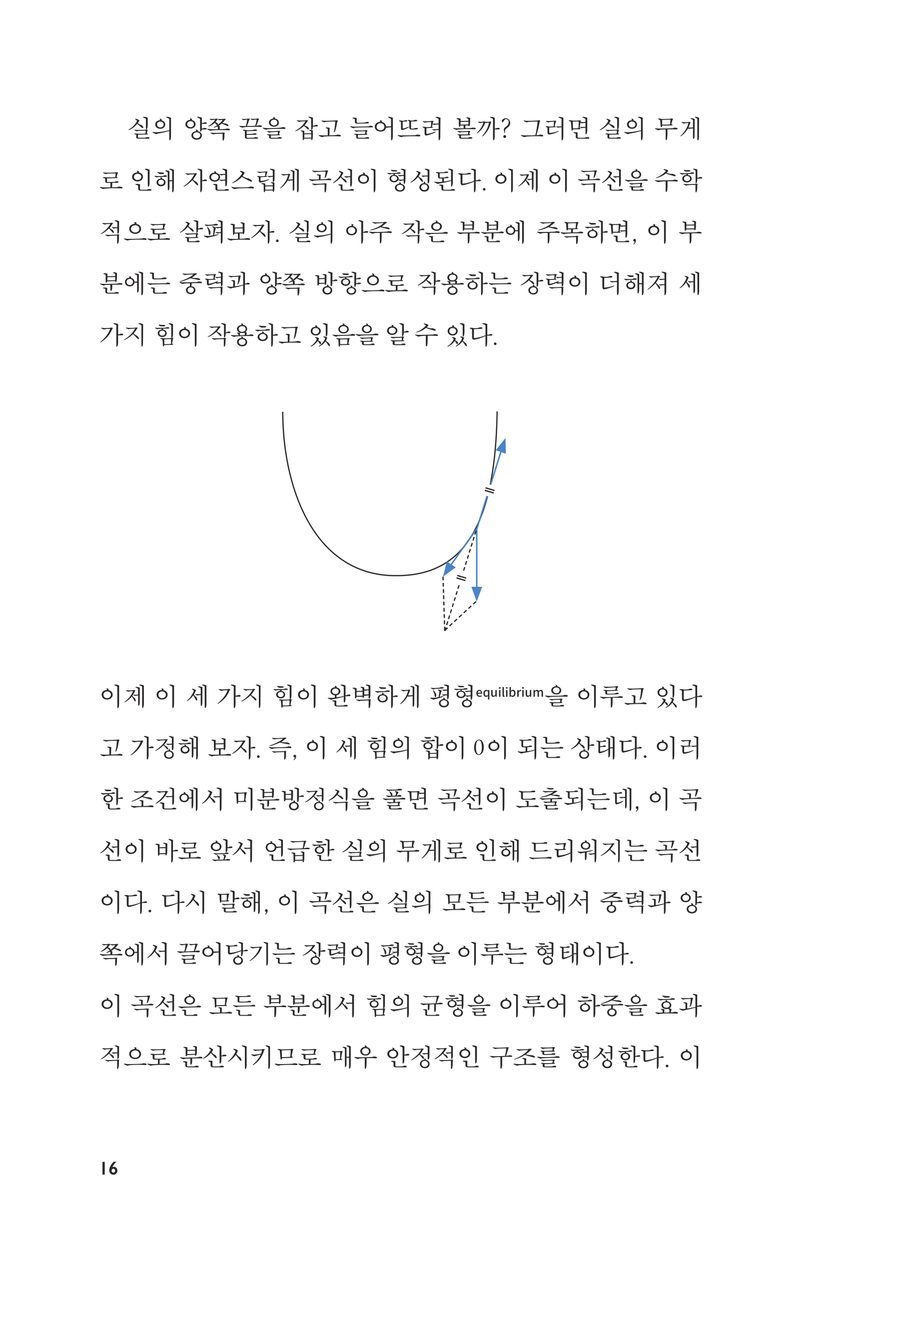 실의 양쪽 끝을 잡고 늘어뜨려 볼까? 그러면 실의 무게
로 인해 자연스럽게 곡선이 형성된다. 이제 이 곡선을 수학
적으로 살펴보자. 실의 아주 작은 부분에 주목하면, 이 부
분에는 중력과 양쪽 방향으로 작용하는 장력이 더해져 세
가지 힘이 작용하고 있음을 알 수 있다.
이제 이 세 가지 힘이 완벽하게 평형equilibrium을 이루고 있다
고 가정해 보자. 즉, 이 세 힘의 합이 0이 되는 상태다. 이러
한 조건에서 미분방정식을 풀면 곡선이 도출되는데, 이 곡
선이 바로 앞서 언급한 실의 무게로 인해 드리워지는 곡선
이다. 다시 말해, 이 곡선은 실의 모든 부분에서 중력과 양
쪽에서 끌어당기는 장력이 평형을 이루는 형태이다.
이 곡선은 모든 부분에서 힘의 균형을 이루어 하중을 효과
적으로 분산시키므로 매우 안정적인 구조를 형성한다. 이
16